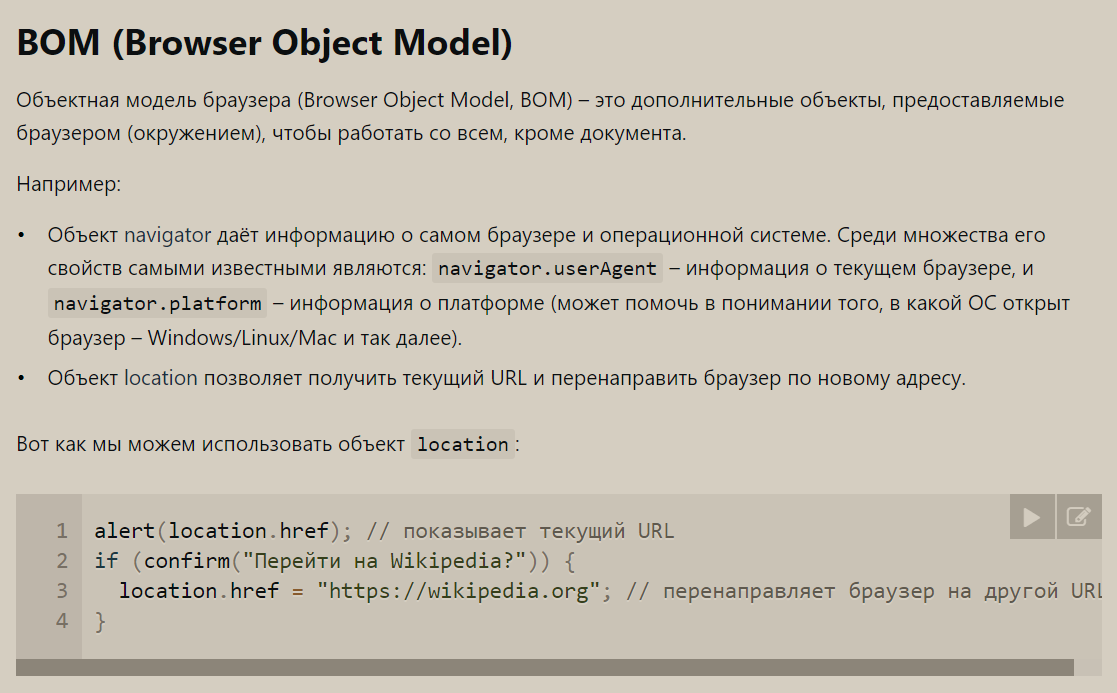 BOM (Browser Object Model)
Объектная модель браузера (Browser Object Model, BOM) – это дополнительные объекты, предоставляемые
браузером (окружением), чтобы работать со всем, кроме документа.
Например:
• Объект navigator даёт информацию о самом браузере и операционной системе. Среди множества его
свойств самыми известными являются: navigator.userAgent – информация о текущем браузере, и
navigator.platform – информация о платформе (может помочь в понимании того, в какой ОС открыт
браузер – Windows/Linux/Mac и так далее).
• Объект location позволяет получить текущий URL и перенаправить браузер по новому адресу.
Вот как мы можем использовать объект location:
1 alert(location.href); // показывает текущий URL
2 if (confirm("Перейти на Wikipedia?")) {
3   location.href = "https://wikipedia.org"; // перенаправляет браузер на другой URL
4 }